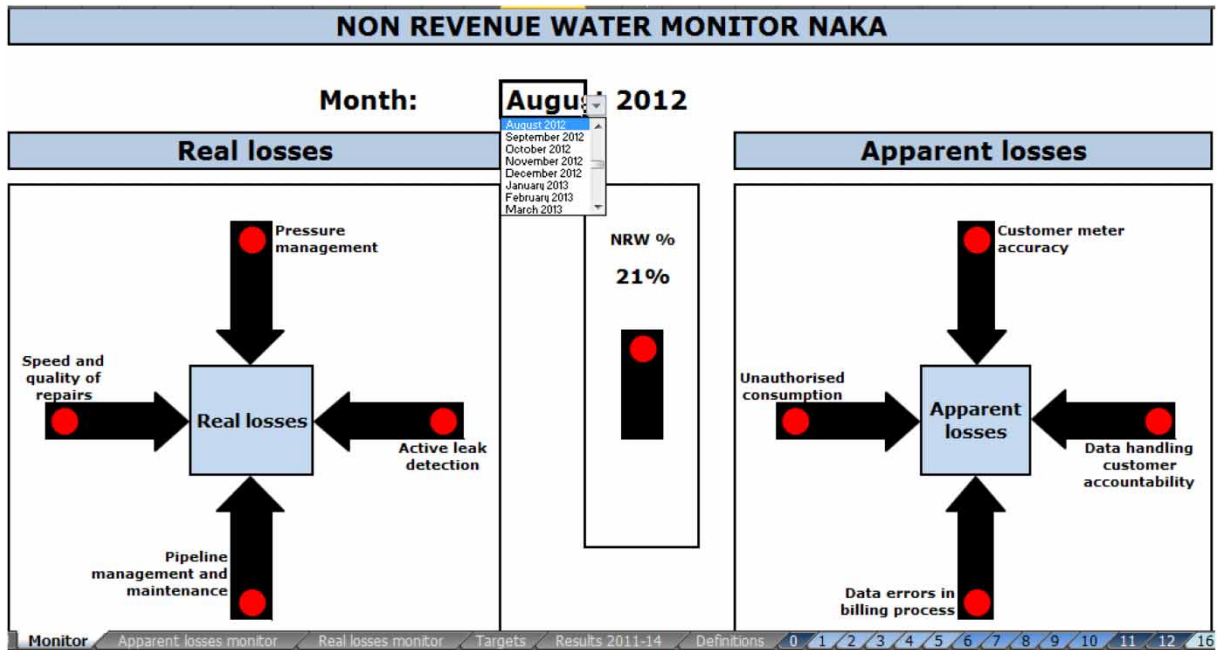 NON REVENUE WATER MONITOR NAKA
Month:
August 2012
August 2012
September 2012
October 2012
November 2012
December 2012
January 2013
February 2013
March 2013
Real losses
Apparent losses
Pressure
management
Speed and
quality of
repairs
Real losses
Active leak
detection
Pipeline
management and
maintenance
NRW %
21%
Customer meter
accuracy
Unauthorised
consumption
Apparent
losses
Data handling
customer
accountability
Data errors in
billing process
Monitor Apparent losses monitor Real losses monitor Targets Results 2011-14 Definitions 0 1 2 3 4 5 6 7 8 9 10 11 12 16